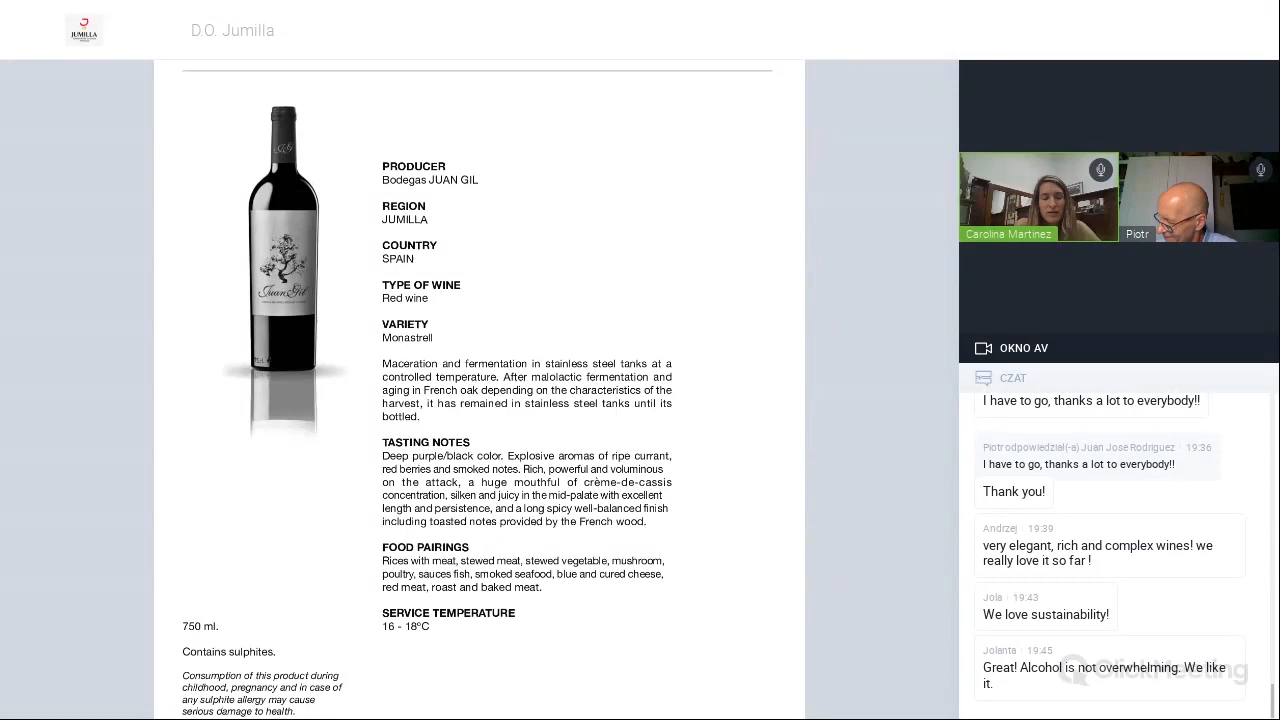 JUMILLA
D.O. Jumilla
Juan Gil
PRODUCER
Bodegas JUAN GIL
REGION
JUMILLA
COUNTRY
SPAIN
TYPE OF WINE
Red wine
VARIETY
Monastrell
Maceration and fermentation in stainless steel tanks at a
controlled temperature. After malolactic fermentation and
aging in French oak depending on the characteristics of the
harvest, it has remained in stainless steel tanks until its
bottled.
TASTING NOTES
Deep purple/black color. Explosive aromas of ripe currant,
red berries and smoked notes. Rich, powerful and voluminous
on the attack, a huge mouthful of crème-de-cassis
concentration, silken and juicy in the mid-palate with excellent
length and persistence, and a long spicy well-balanced finish
including toasted notes provided by the French wood.
FOOD PAIRINGS
Rices with meat, stewed meat, stewed vegetable, mushroom,
poultry, sauces fish, smoked seafood, blue and cured cheese,
red meat, roast and baked meat.
SERVICE TEMPERATURE
16 - 18ºC
750 ml.
Contains sulphites.
Consumption of this product during
childhood, pregnancy and in case of
any sulphite allergy may cause
serious damage to health.
Carolina Martinez
Piotr
OKNO AV
CZAT
I have to go, thanks a lot to everybody!!
Piotr odpowiedział(-a) Juan Jose Rodriguez 19:36
I have to go, thanks a lot to everybody!!
Thank you!
Andrzej 19:39
very elegant, rich and complex wines! we
really love it so far !
Jola 19:43
We love sustainability!
Jolanta 19:45
Great! Alcohol is not overwhelming. We like
it.
ClickMeeting